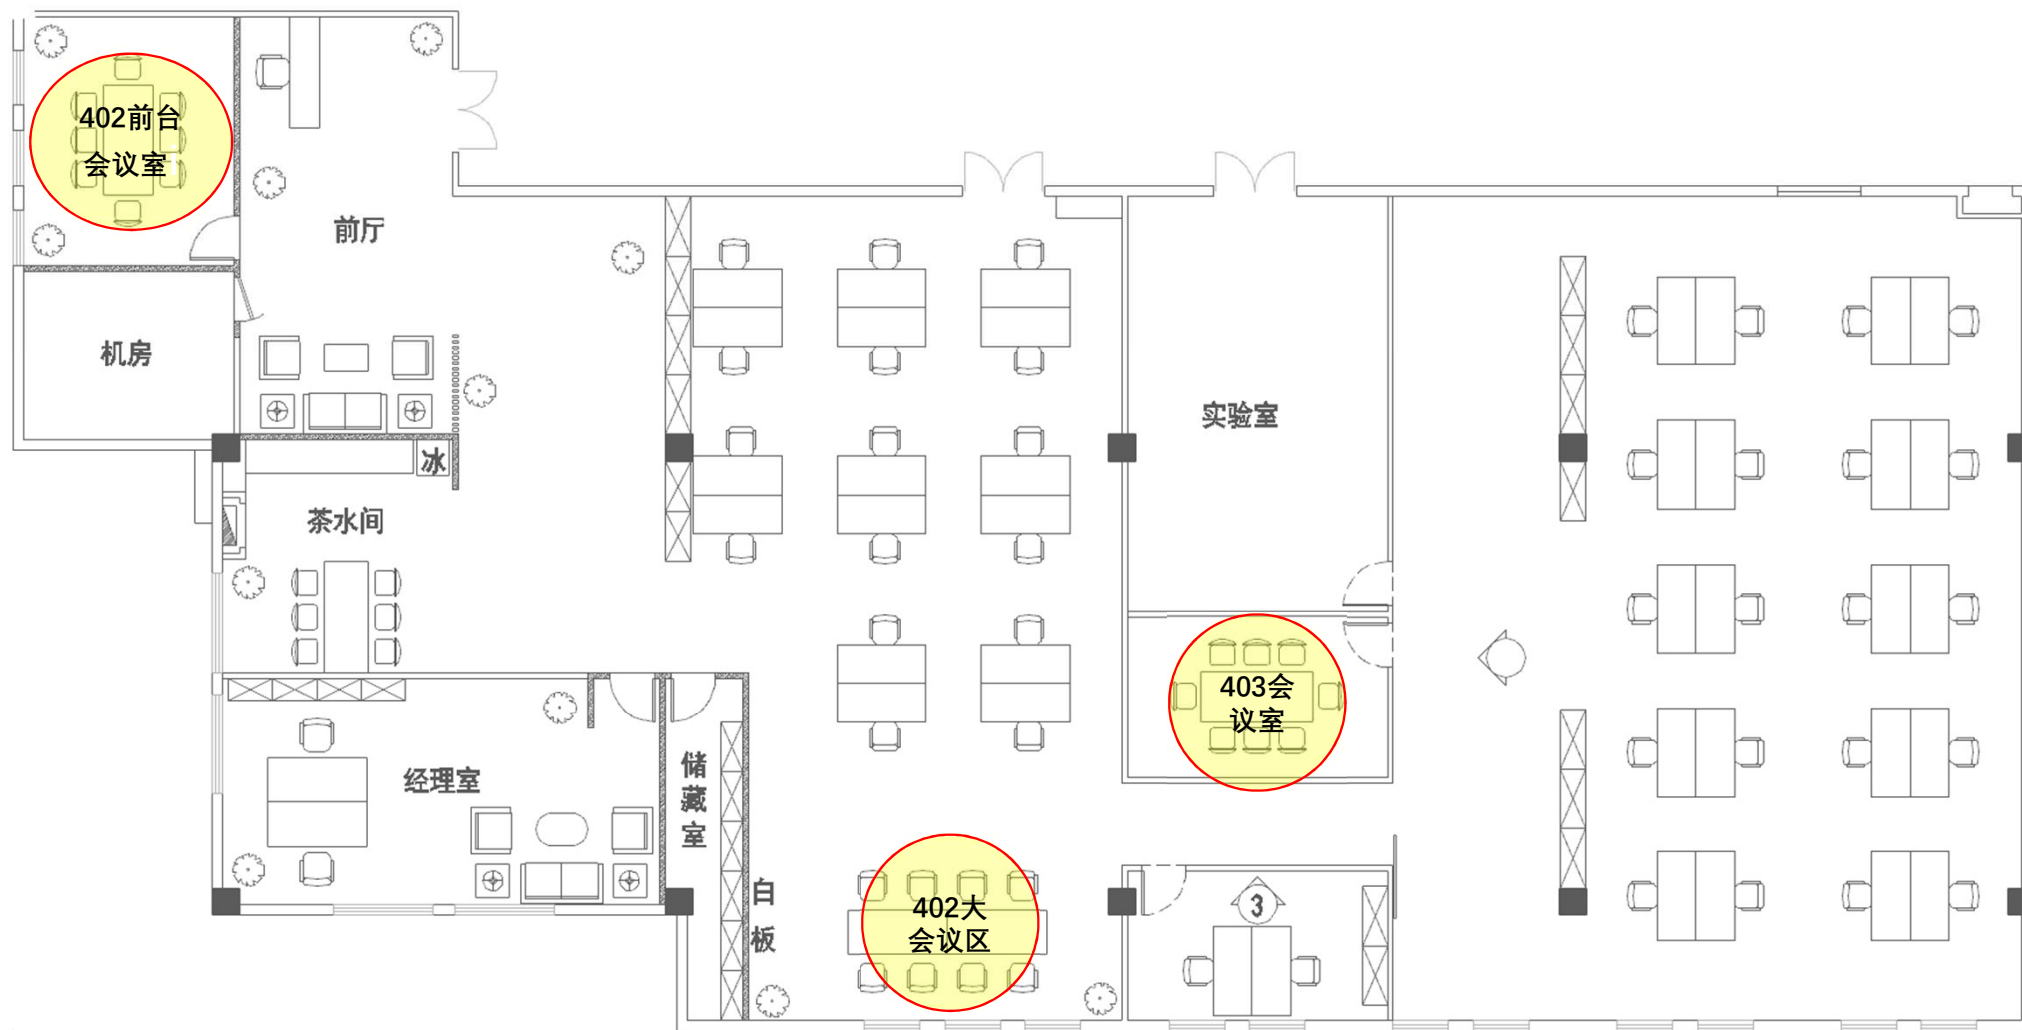 402前台
会议室
前厅
机房
冰
茶水间
实验室
403会
议室
经理室
储
藏
室
白
板
402大
会议区
3